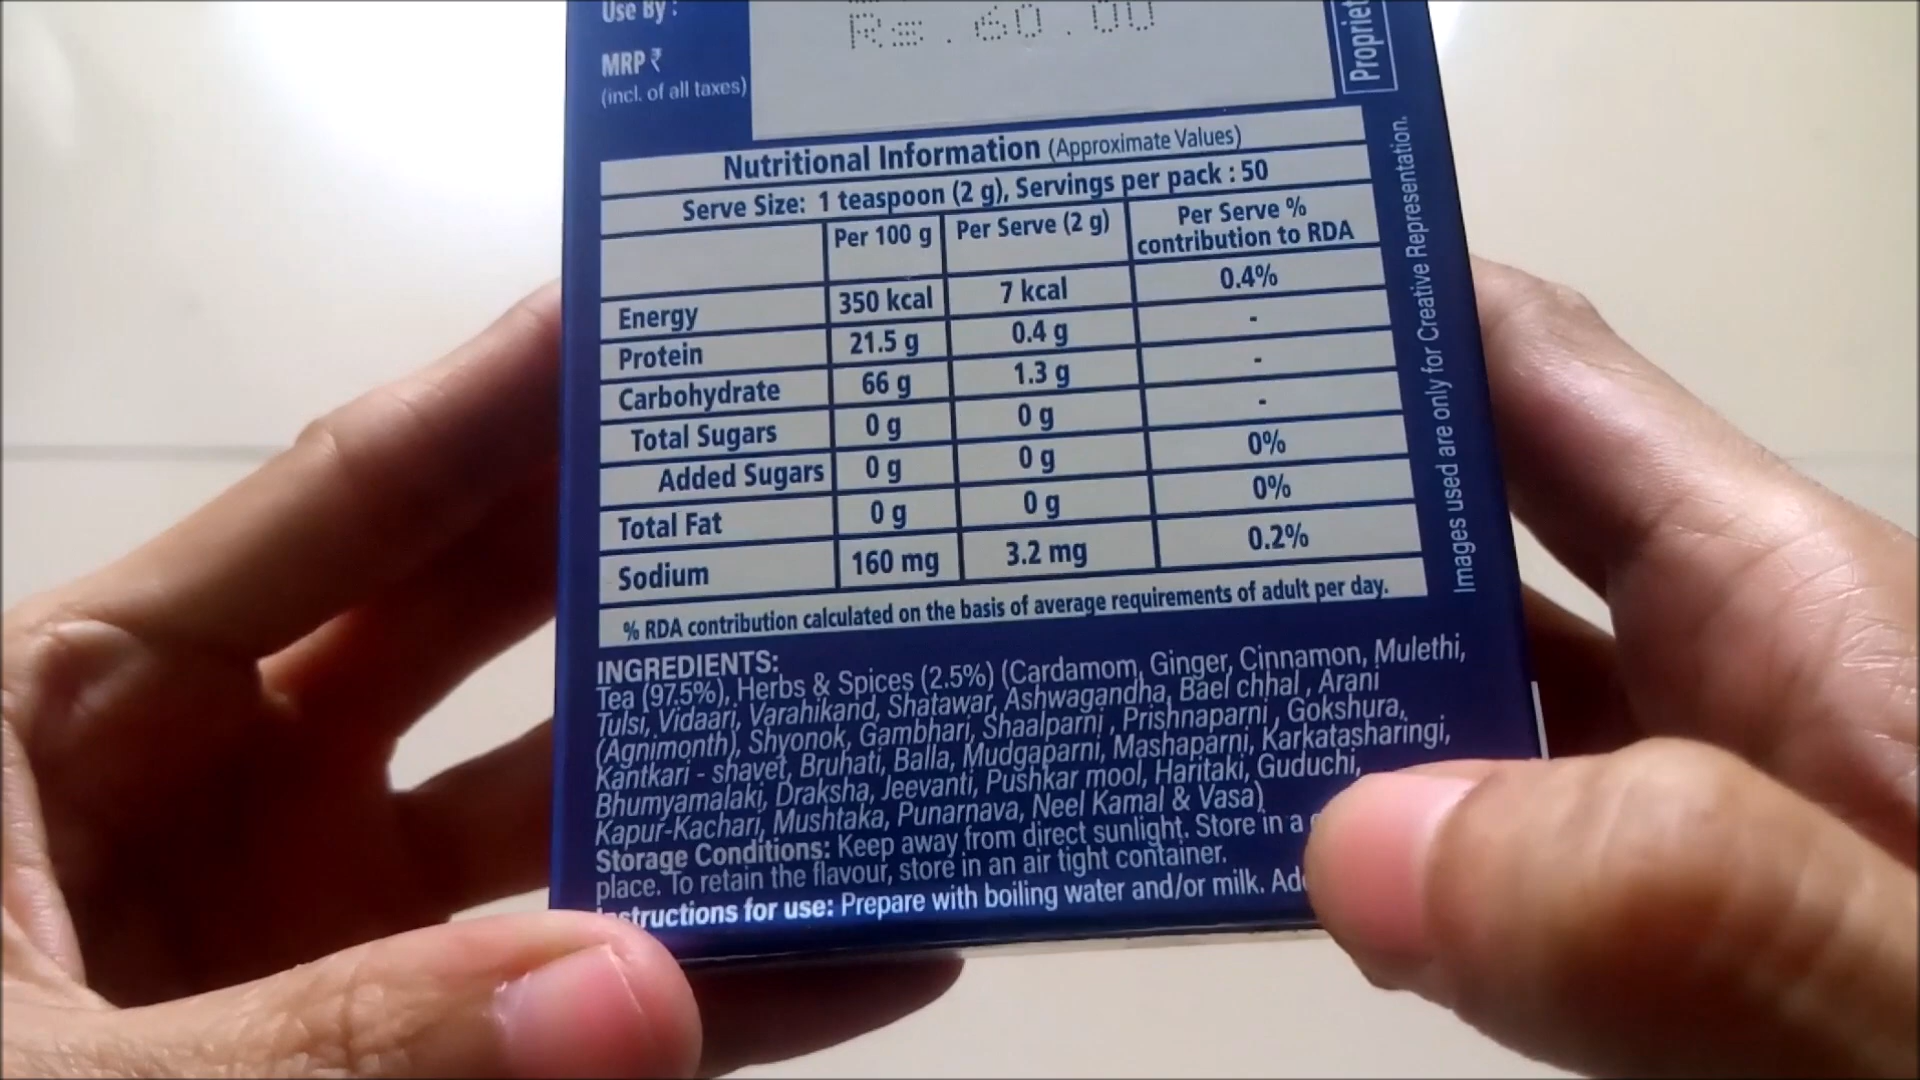 Use By :
Rs. 60.00
MRP ₹
(incl. of all taxes)
Propriet
Nutritional Information (Approximate Values)
Serve Size: 1 teaspoon (2 g), Servings per pack : 50
Per 100 g Per Serve (2 g) Per Serve % contribution to RDA
Energy 350 kcal 7 kcal 0.4%
Protein 21.5 g 0.4 g -
Carbohydrate 66 g 1.3 g -
Total Sugars 0 g 0 g -
Added Sugars 0 g 0 g 0%
Total Fat 0 g 0 g 0%
Sodium 160 mg 3.2 mg 0.2%
% RDA contribution calculated on the basis of average requirements of adult per day.
Images used are only for Creative Representation.
INGREDIENTS:
Tea (97.5%), Herbs & Spices (2.5%) (Cardamom, Ginger, Cinnamon, Mulethi,
Tulsi, Vidaari, Varahikand, Shatawar, Ashwagandha, Bael chhal , Arani
(Agnimonth), Shyonok, Gambhari, Shaalparni , Prishnaparni , Gokshura,
Kantkari - shavet, Bruhati, Balla, Mudgaparni, Mashaparni, Karkatasharingi,
Bhumyamalaki, Draksha, Jeevanti, Pushkar mool, Haritaki, Guduchi,
Kapur-Kachari, Mushtaka, Punarnava, Neel Kamal & Vasa)
Storage Conditions: Keep away from direct sunlight. Store in a
place. To retain the flavour, store in an air tight container.
Instructions for use: Prepare with boiling water and/or milk.